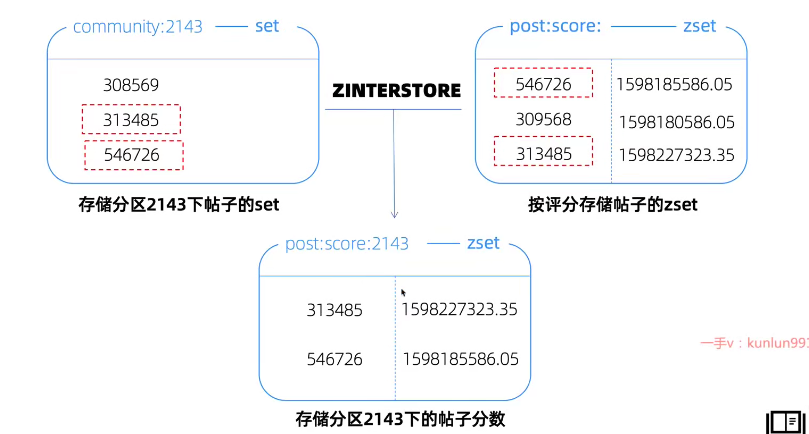 community:2143 set
308569
313485
546726
存储分区2143下帖子的set
ZINTERSTORE
post:score: zset
546726 1598185586.05
309568 1598180586.05
313485 1598227323.35
按评分存储帖子的zset
post:score:2143 zset
313485 1598227323.35
546726 1598185586.05
存储分区2143下的帖子分数
一手v：kunlun993